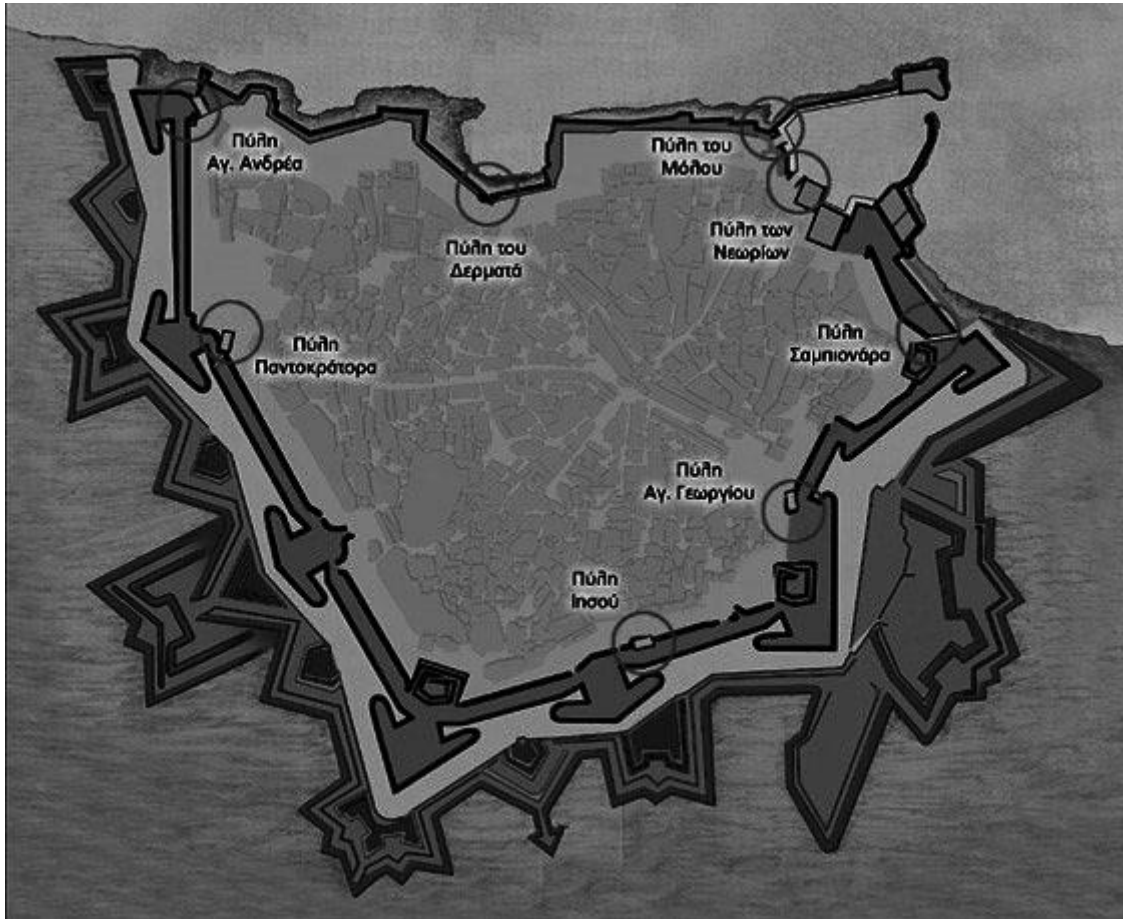 Πύλη
Αγ. Ανδρέα
Πύλη του
Μόλου
Πύλη των
Νεωρίων
Πύλη του
Δερματά
Πύλη
Παντοκράτορα
Πύλη
Σαμπιονάρα
Πύλη
Αγ. Γεωργίου
Πύλη
Ιησού